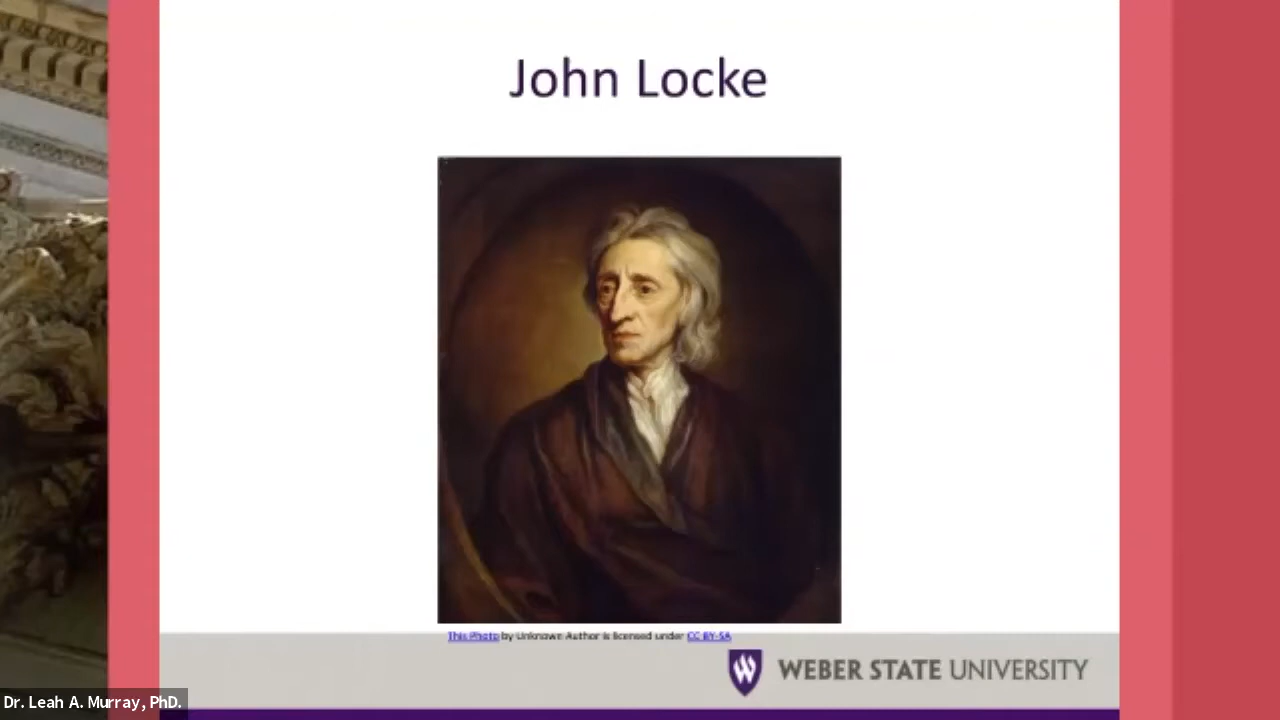 John Locke
This Photo by Unknown Author is licensed under CC BY-SA
WEBER STATE UNIVERSITY
Dr. Leah A. Murray, PhD.